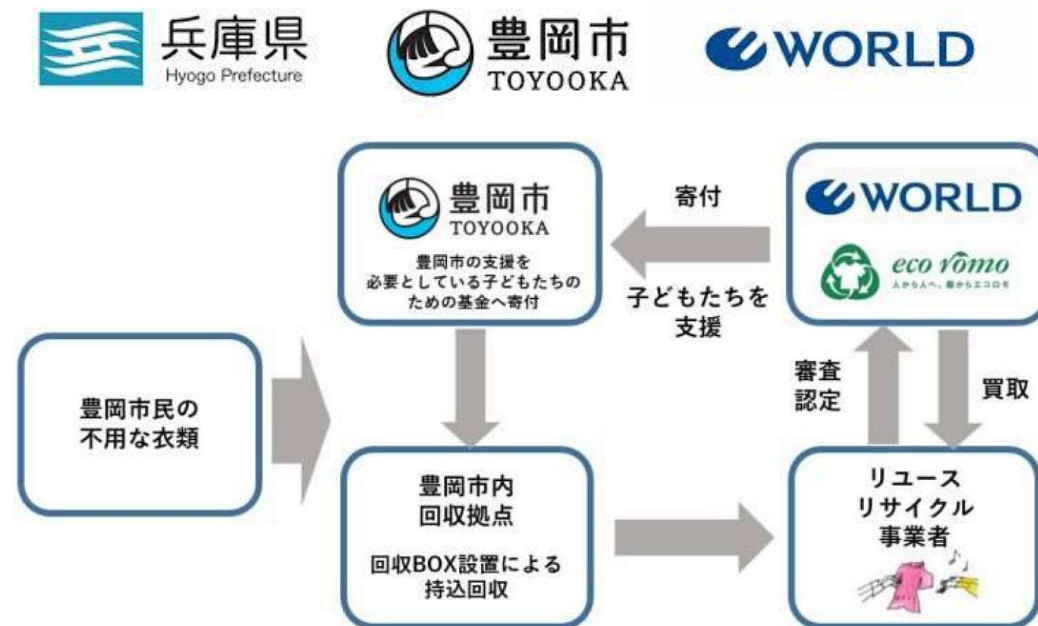 兵庫県
Hyogo Prefecture
豊岡市
TOYOOKA
WORLD
豊岡市
TOYOOKA
豊岡市の支援を
必要としている子どもたちの
ための基金へ寄付
寄付
子どもたちを
支援
WORLD
eco rômo
人から人へ、服からエコロモ
豊岡市民の
不用な衣類
審査
認定
買取
豊岡市内
回収拠点
回収BOX設置による
持込回収
リユース
リサイクル
事業者